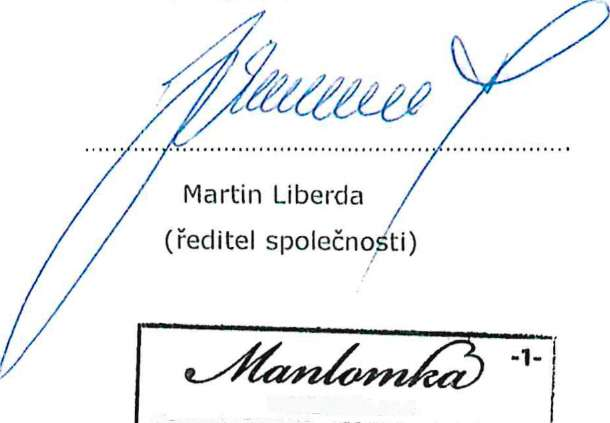 Martin Liberda
(ředitel společnosti)
Manlomka -1-